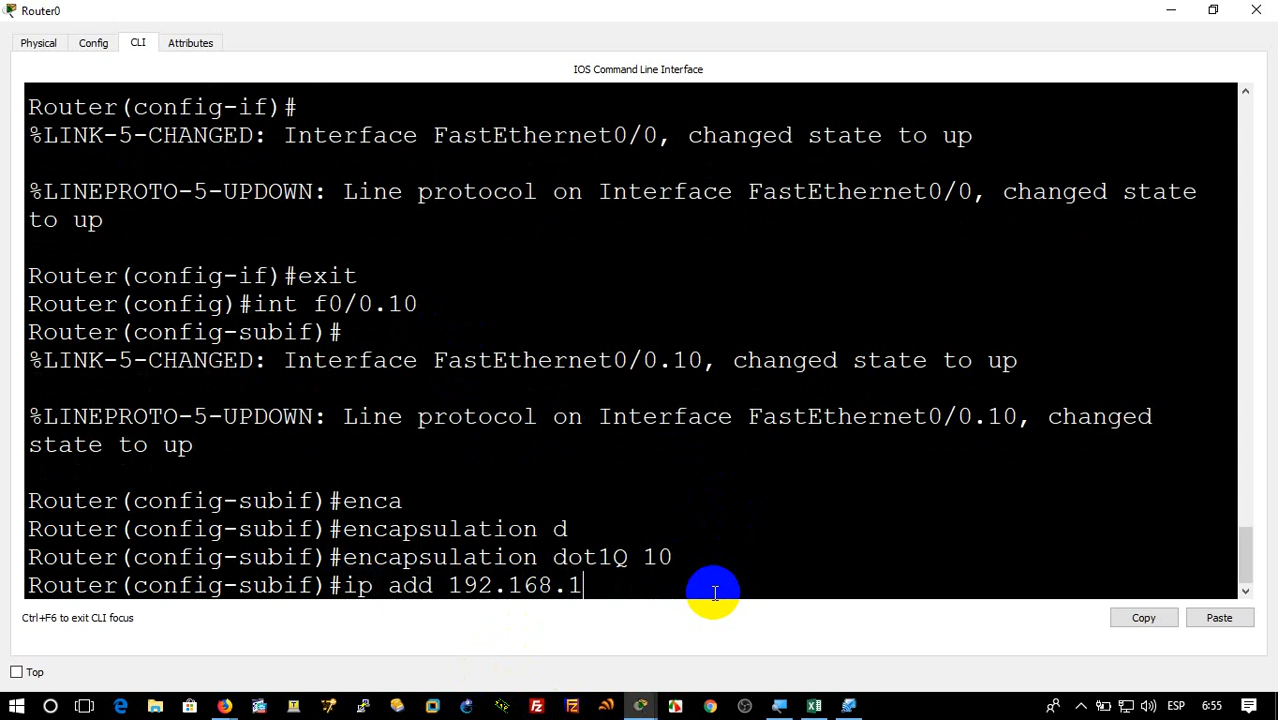 Router0
Physical Config CLI Attributes
IOS Command Line Interface
Router(config-if)#
%LINK-5-CHANGED: Interface FastEthernet0/0, changed state to up
%LINEPROTO-5-UPDOWN: Line protocol on Interface FastEthernet0/0, changed state
to up
Router(config-if)#exit
Router(config)#int f0/0.10
Router(config-subif)#
%LINK-5-CHANGED: Interface FastEthernet0/0.10, changed state to up
%LINEPROTO-5-UPDOWN: Line protocol on Interface FastEthernet0/0.10, changed
state to up
Router(config-subif)#enca
Router(config-subif)#encapsulation d
Router(config-subif)#encapsulation dot1Q 10
Router(config-subif)#ip add 192.168.1
Ctrl+F6 to exit CLI focus Copy Paste
Top
ESP 6:55